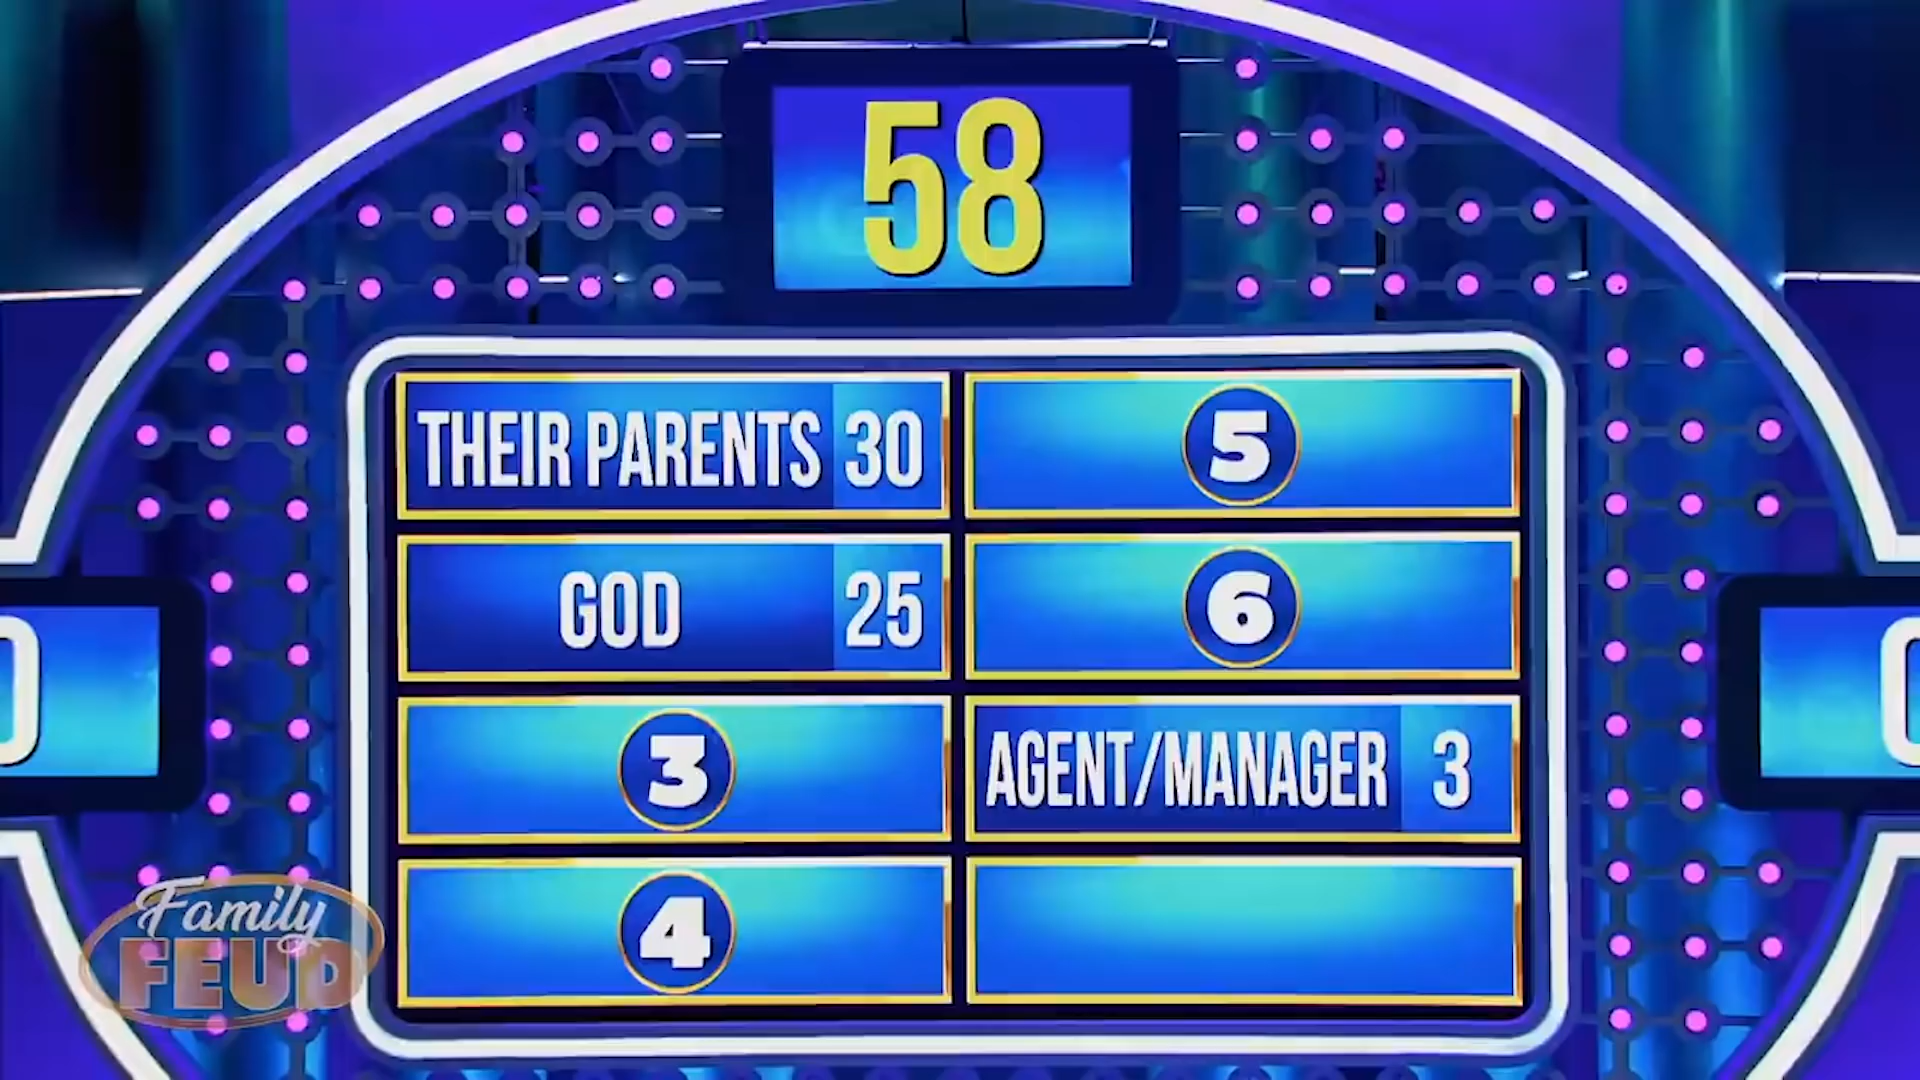 58
THEIR PARENTS 30
5
GOD 25
6
3
AGENT/MANAGER 3
4
Family
FEUD